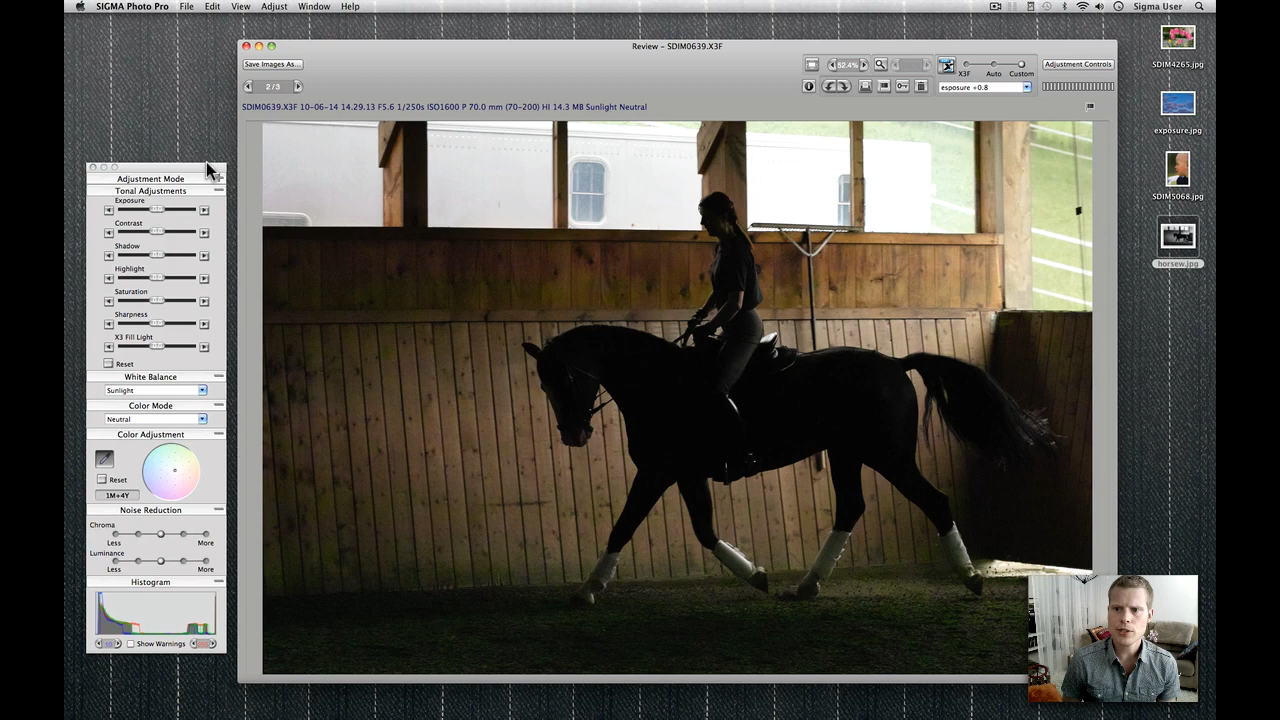 SIGMA Photo Pro File Edit View Adjust Window Help Sigma User
Review - SDIM0639.X3F
Save Images As...
52.4%
X3F Auto Custom
Adjustment Controls
2/3
esposure +0.8
SDIM0639.X3F 10-06-14 14.29.13 F5.6 1/250s ISO1600 P 70.0 mm (70-200) HI 14.3 MB Sunlight Neutral
Adjustment Mode
Tonal Adjustments
Exposure
Contrast
Shadow
Highlight
Saturation
Sharpness
X3 Fill Light
Reset
White Balance
Sunlight
Color Mode
Neutral
Color Adjustment
Reset
1M+4Y
Noise Reduction
Chroma
Less More
Luminance
Less More
Histogram
Show Warnings
SDIM4265.jpg
exposure.jpg
SDIM5068.jpg
horsew.jpg